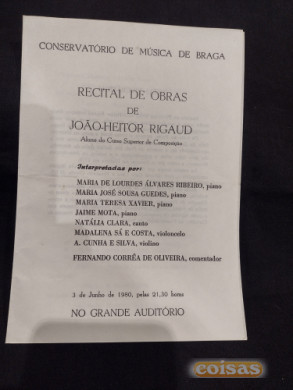 CONSERVATÓRIO DE MÚSICA DE BRAGA
RECITAL DE OBRAS
DE
JOÃO-HEITOR RIGAUD
Aluno do Curso Superior de Composição
Interpretadas por:
MARIA DE LOURDES ÁLVARES RIBEIRO, piano
MARIA JOSÉ SOUSA GUEDES, piano
MARIA TERESA XAVIER, piano
JAIME MOTA, piano
NATÁLIA CLARA, canto
MADALENA SÁ E COSTA, violoncelo
A. CUNHA E SILVA, violino
FERNANDO CORRÊA DE OLIVEIRA, comentador
3 de Junho de 1980, pelas 21,30 horas
NO GRANDE AUDITÓRIO
coisas